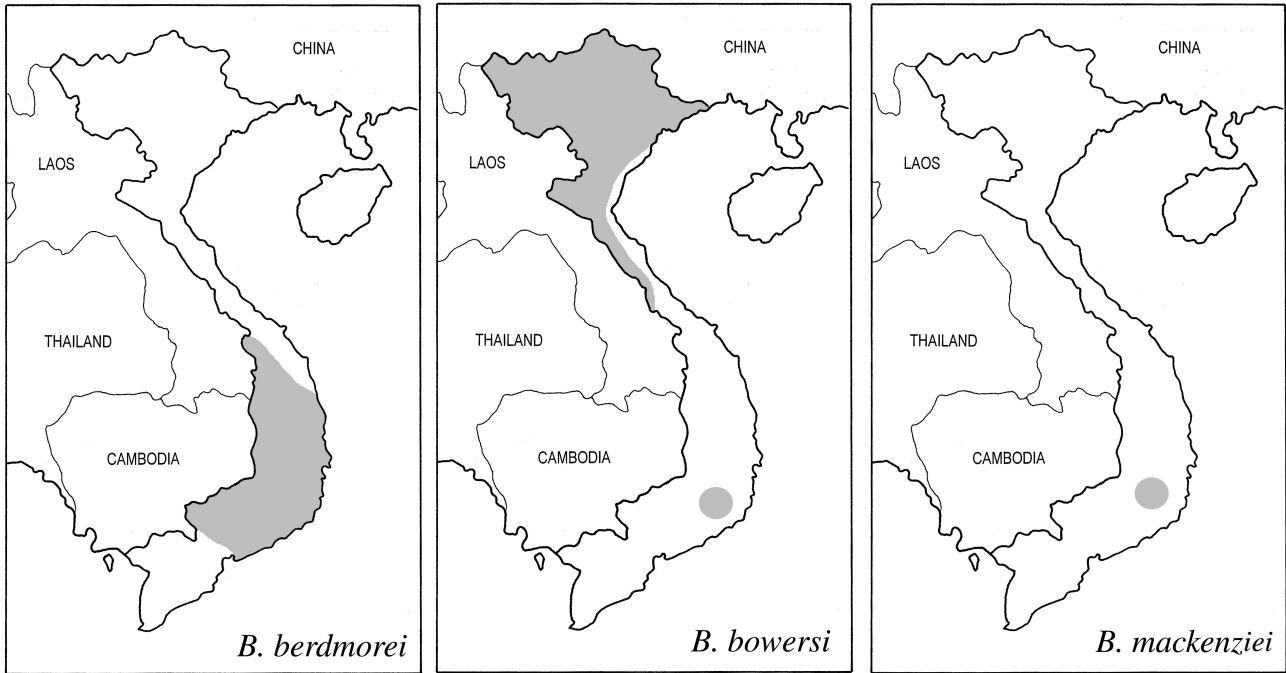 CHINA
LAOS
THAILAND
CAMBODIA
B. berdmorei
CHINA
LAOS
THAILAND
CAMBODIA
B. bowersi
CHINA
LAOS
THAILAND
CAMBODIA
B. mackenziei